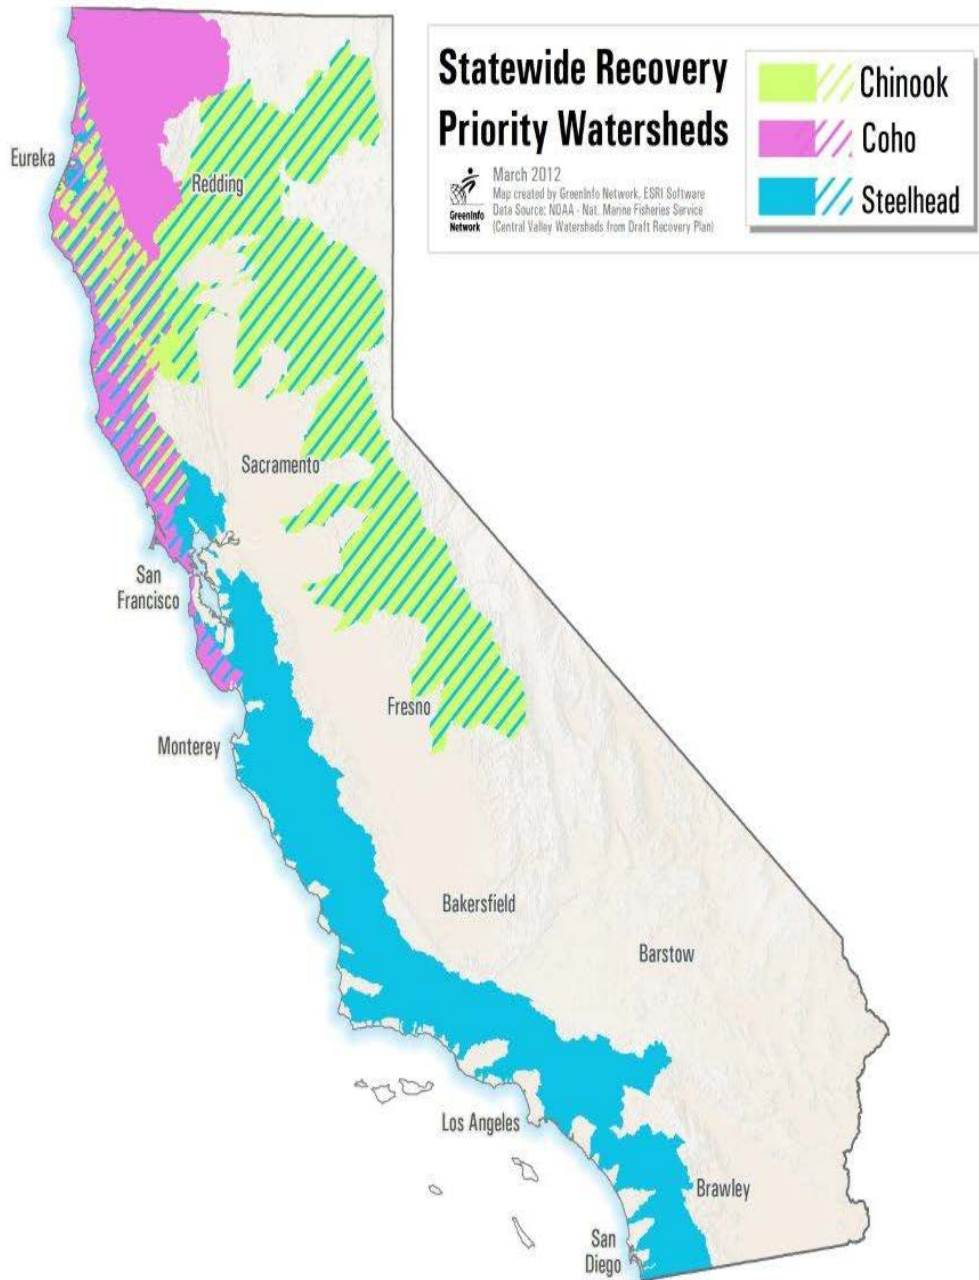 Statewide Recovery
Priority Watersheds
March 2012
Map created by GreenInfo Network, ESRI Software
Data Source: NOAA - Nat. Marine Fisheries Service
(Central Valley Watersheds from Draft Recovery Plan)
GreenInfo
Network
Chinook
Coho
Steelhead
Eureka
Redding
Sacramento
San
Francisco
Fresno
Monterey
Bakersfield
Barstow
Los Angeles
Brawley
San
Diego